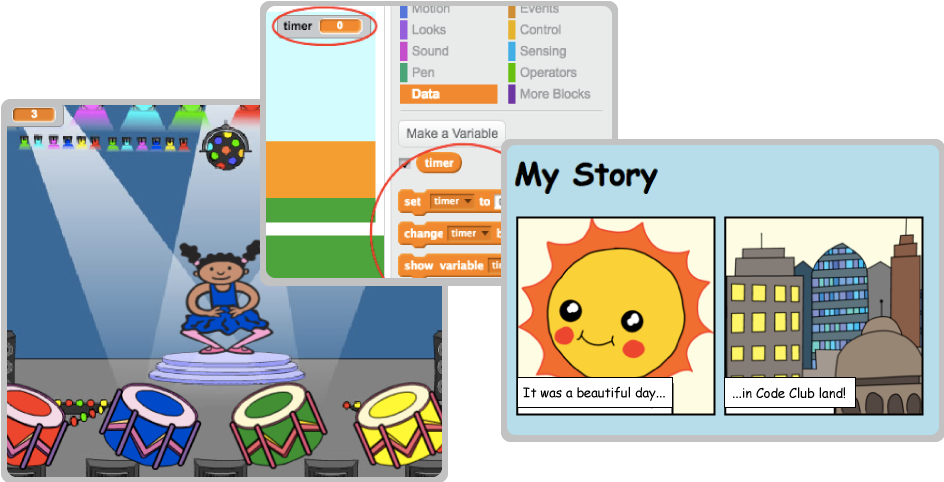 timer 0
Motion Events
Looks Control
Sound Sensing
Pen Operators
Data More Blocks
Make a Variable
timer
set timer to
change timer
show variable
3
My Story
It was a beautiful day...
...in Code Club land!